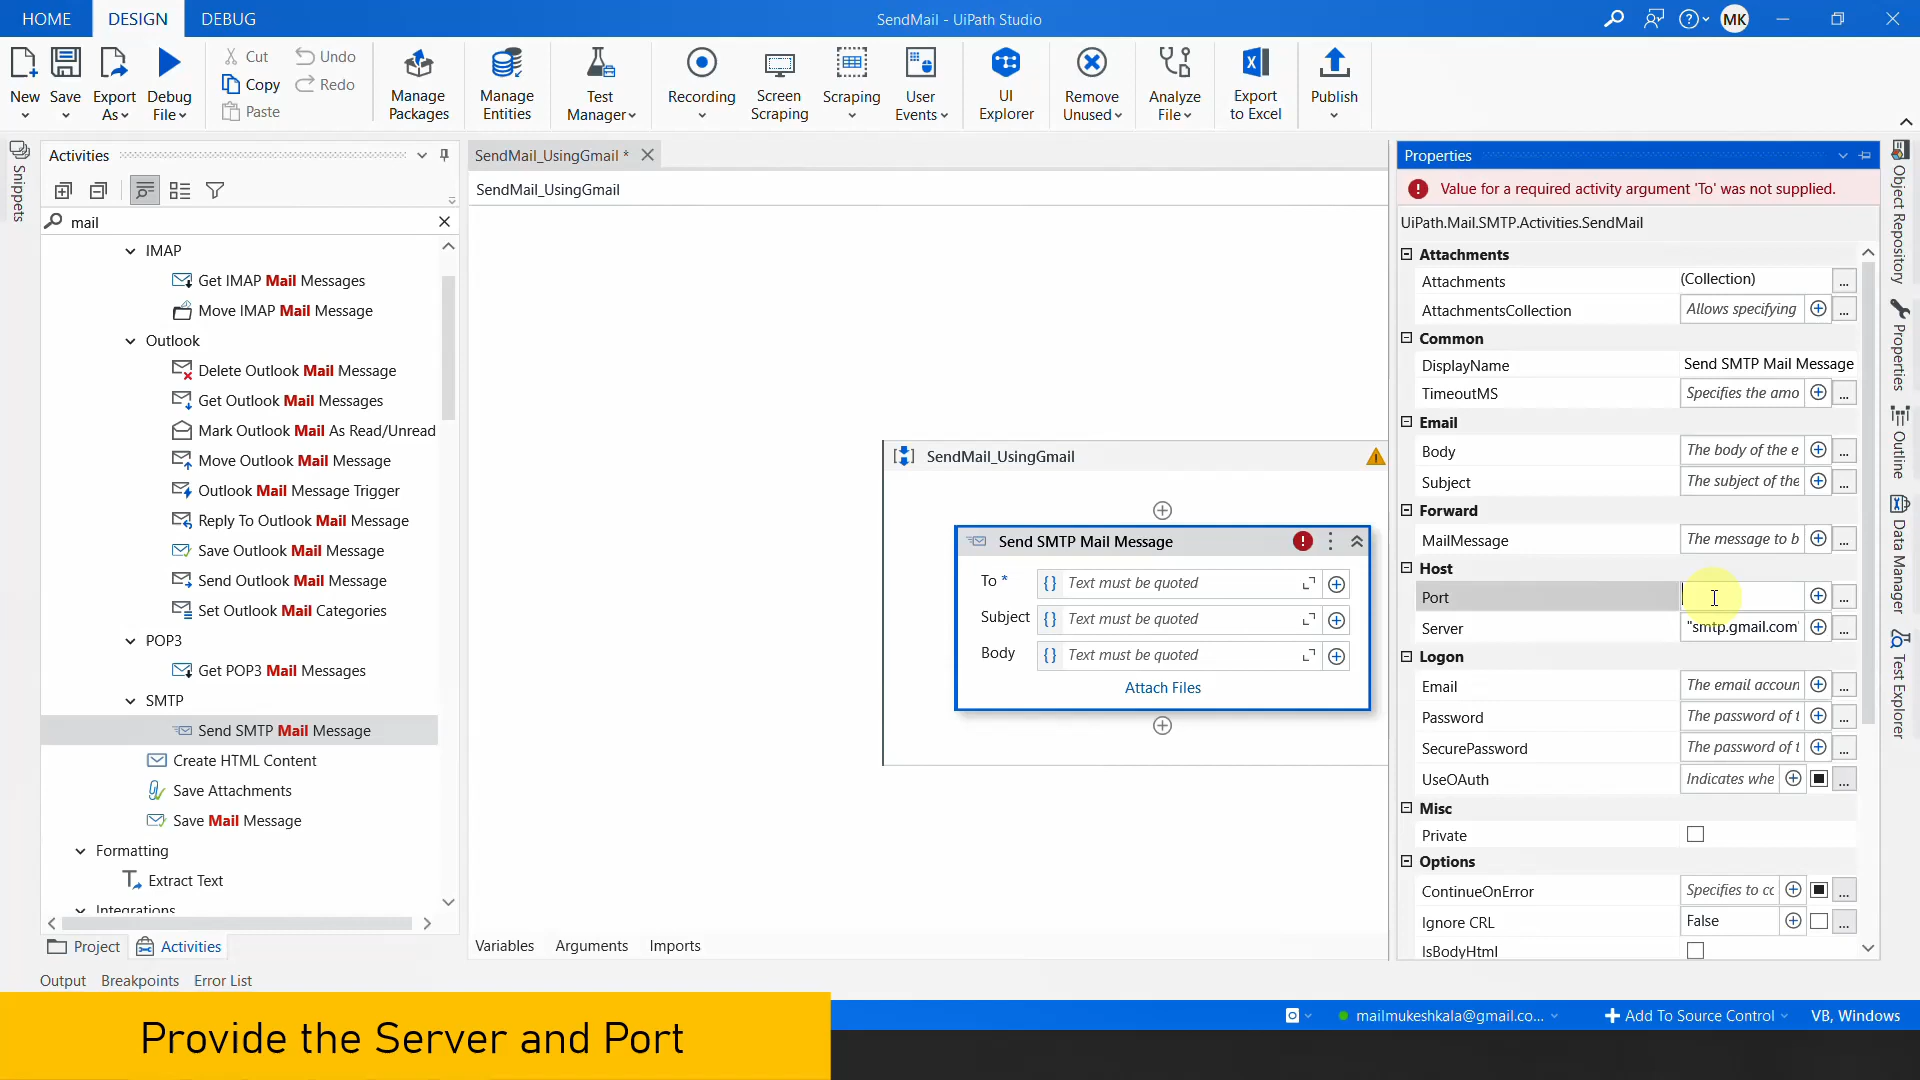 HOME DESIGN DEBUG SendMail - UiPath Studio MK
New Save Export As Debug File Cut Copy Paste Undo Redo Manage Packages Manage Entities Test Manager Recording Screen Scraping Scraping User Events UI Explorer Remove Unused Analyze File Export to Excel Publish
Snippets
Activities
mail
IMAP
Get IMAP Mail Messages
Move IMAP Mail Message
Outlook
Delete Outlook Mail Message
Get Outlook Mail Messages
Mark Outlook Mail As Read/Unread
Move Outlook Mail Message
Outlook Mail Message Trigger
Reply To Outlook Mail Message
Save Outlook Mail Message
Send Outlook Mail Message
Set Outlook Mail Categories
POP3
Get POP3 Mail Messages
SMTP
Send SMTP Mail Message
Create HTML Content
Save Attachments
Save Mail Message
Formatting
Extract Text
Integrations
Project Activities
Output Breakpoints Error List
SendMail_UsingGmail *
SendMail_UsingGmail
SendMail_UsingGmail
Send SMTP Mail Message
To * Text must be quoted
Subject Text must be quoted
Body Text must be quoted
Attach Files
Variables Arguments Imports
Properties
Value for a required activity argument 'To' was not supplied.
UiPath.Mail.SMTP.Activities.SendMail
Attachments
Attachments (Collection) ...
AttachmentsCollection Allows specifying ...
Common
DisplayName Send SMTP Mail Message
TimeoutMS Specifies the amo ...
Email
Body The body of the e ...
Subject The subject of the ...
Forward
MailMessage The message to b ...
Host
Port ...
Server "smtp.gmail.com" ...
Logon
Email The email accoun ...
Password The password of t ...
SecurePassword The password of t ...
UseOAuth Indicates whe ...
Misc
Private
Options
ContinueOnError Specifies to cc ...
Ignore CRL False ...
IsBodyHtml
Object Repository
Properties
Outline
Data Manager
Test Explorer
mailmukeshkala@gmail.co... Add To Source Control VB, Windows
Provide the Server and Port